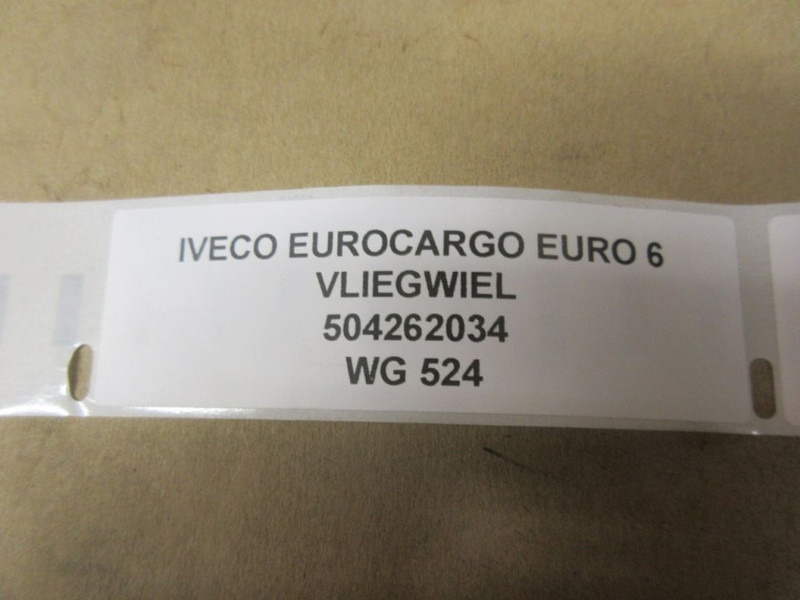 IVECO EUROCARGO EURO 6
VLIEGWIEL
504262034
WG 524